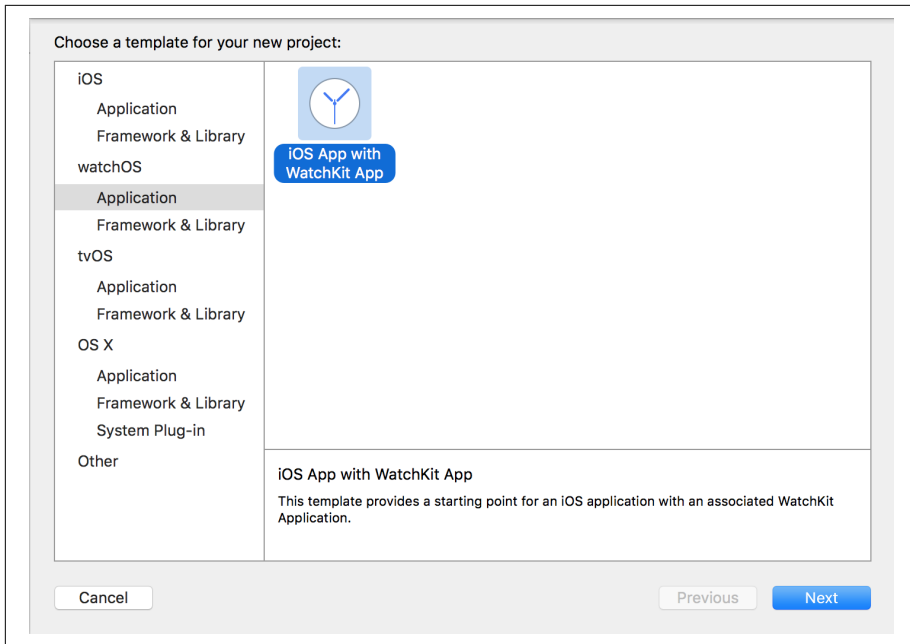 Choose a template for your new project:
iOS
Application
Framework & Library
watchOS
Application
Framework & Library
tvOS
Application
Framework & Library
OS X
Application
Framework & Library
System Plug-in
Other
iOS App with
WatchKit App
iOS App with WatchKit App
This template provides a starting point for an iOS application with an associated WatchKit
Application.
Cancel
Previous
Next